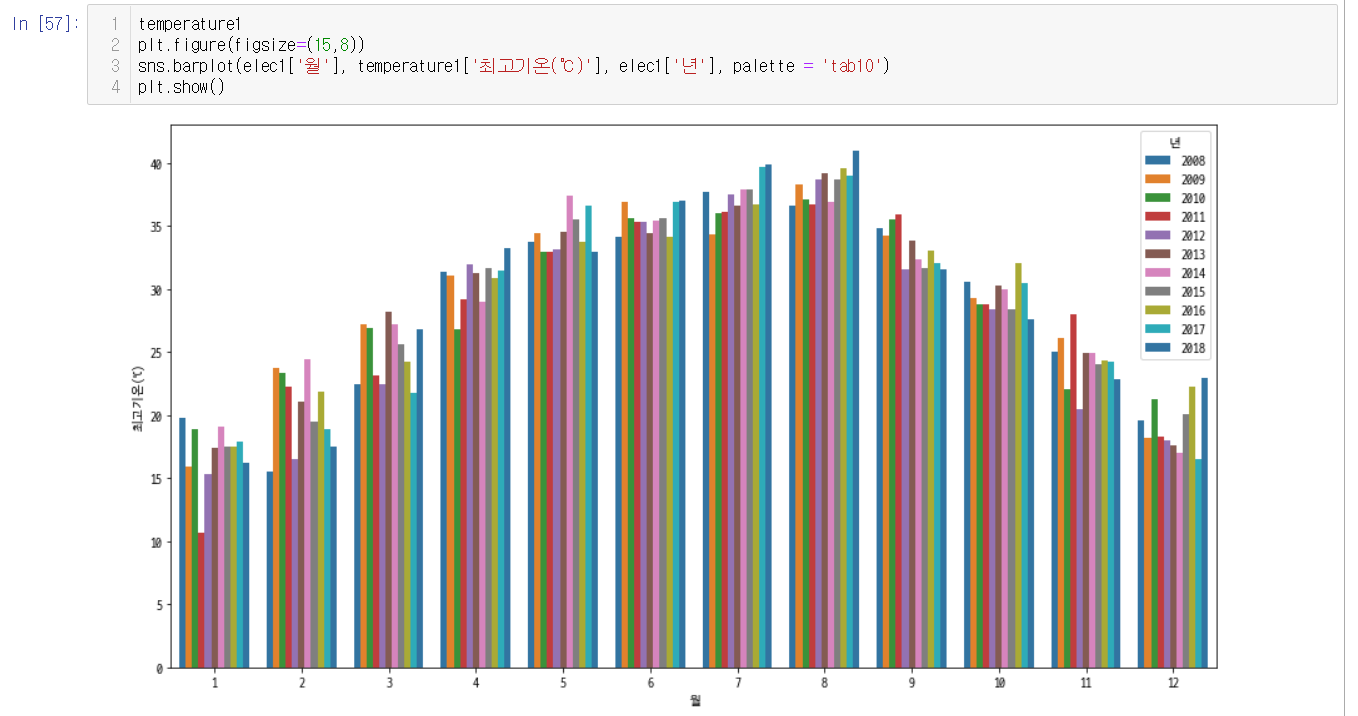 In [57]:
1 temperature1
2 plt.figure(figsize=(15,8))
3 sns.barplot(elec1['월'], temperature1['최고기온(℃)'], elec1['년'], palette = 'tab10')
4 plt.show()
년
2008
2009
2010
2011
2012
2013
2014
2015
2016
2017
2018
40
35
30
25
20
15
10
5
0
최고기온(℃)
1 2 3 4 5 6 7 8 9 10 11 12
월